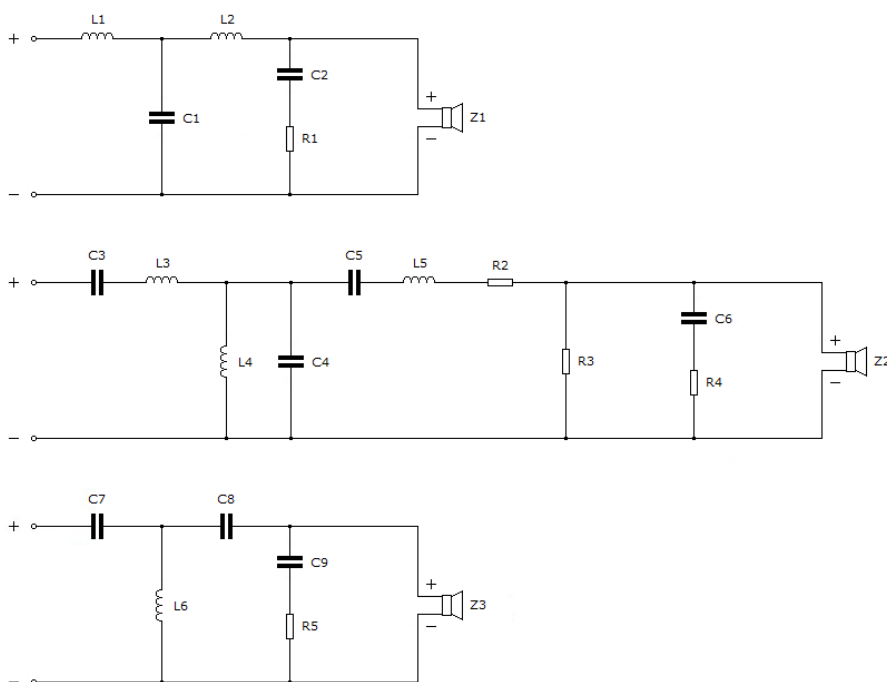 L1 L2
+
C2
+
C1 Z1
R1
−
−
C3 L3 C5 L5 R2
+
C6
+
L4 C4 R3 Z2
R4
−
−
C7 C8
+
C9
+
L6 Z3
R5
−
−